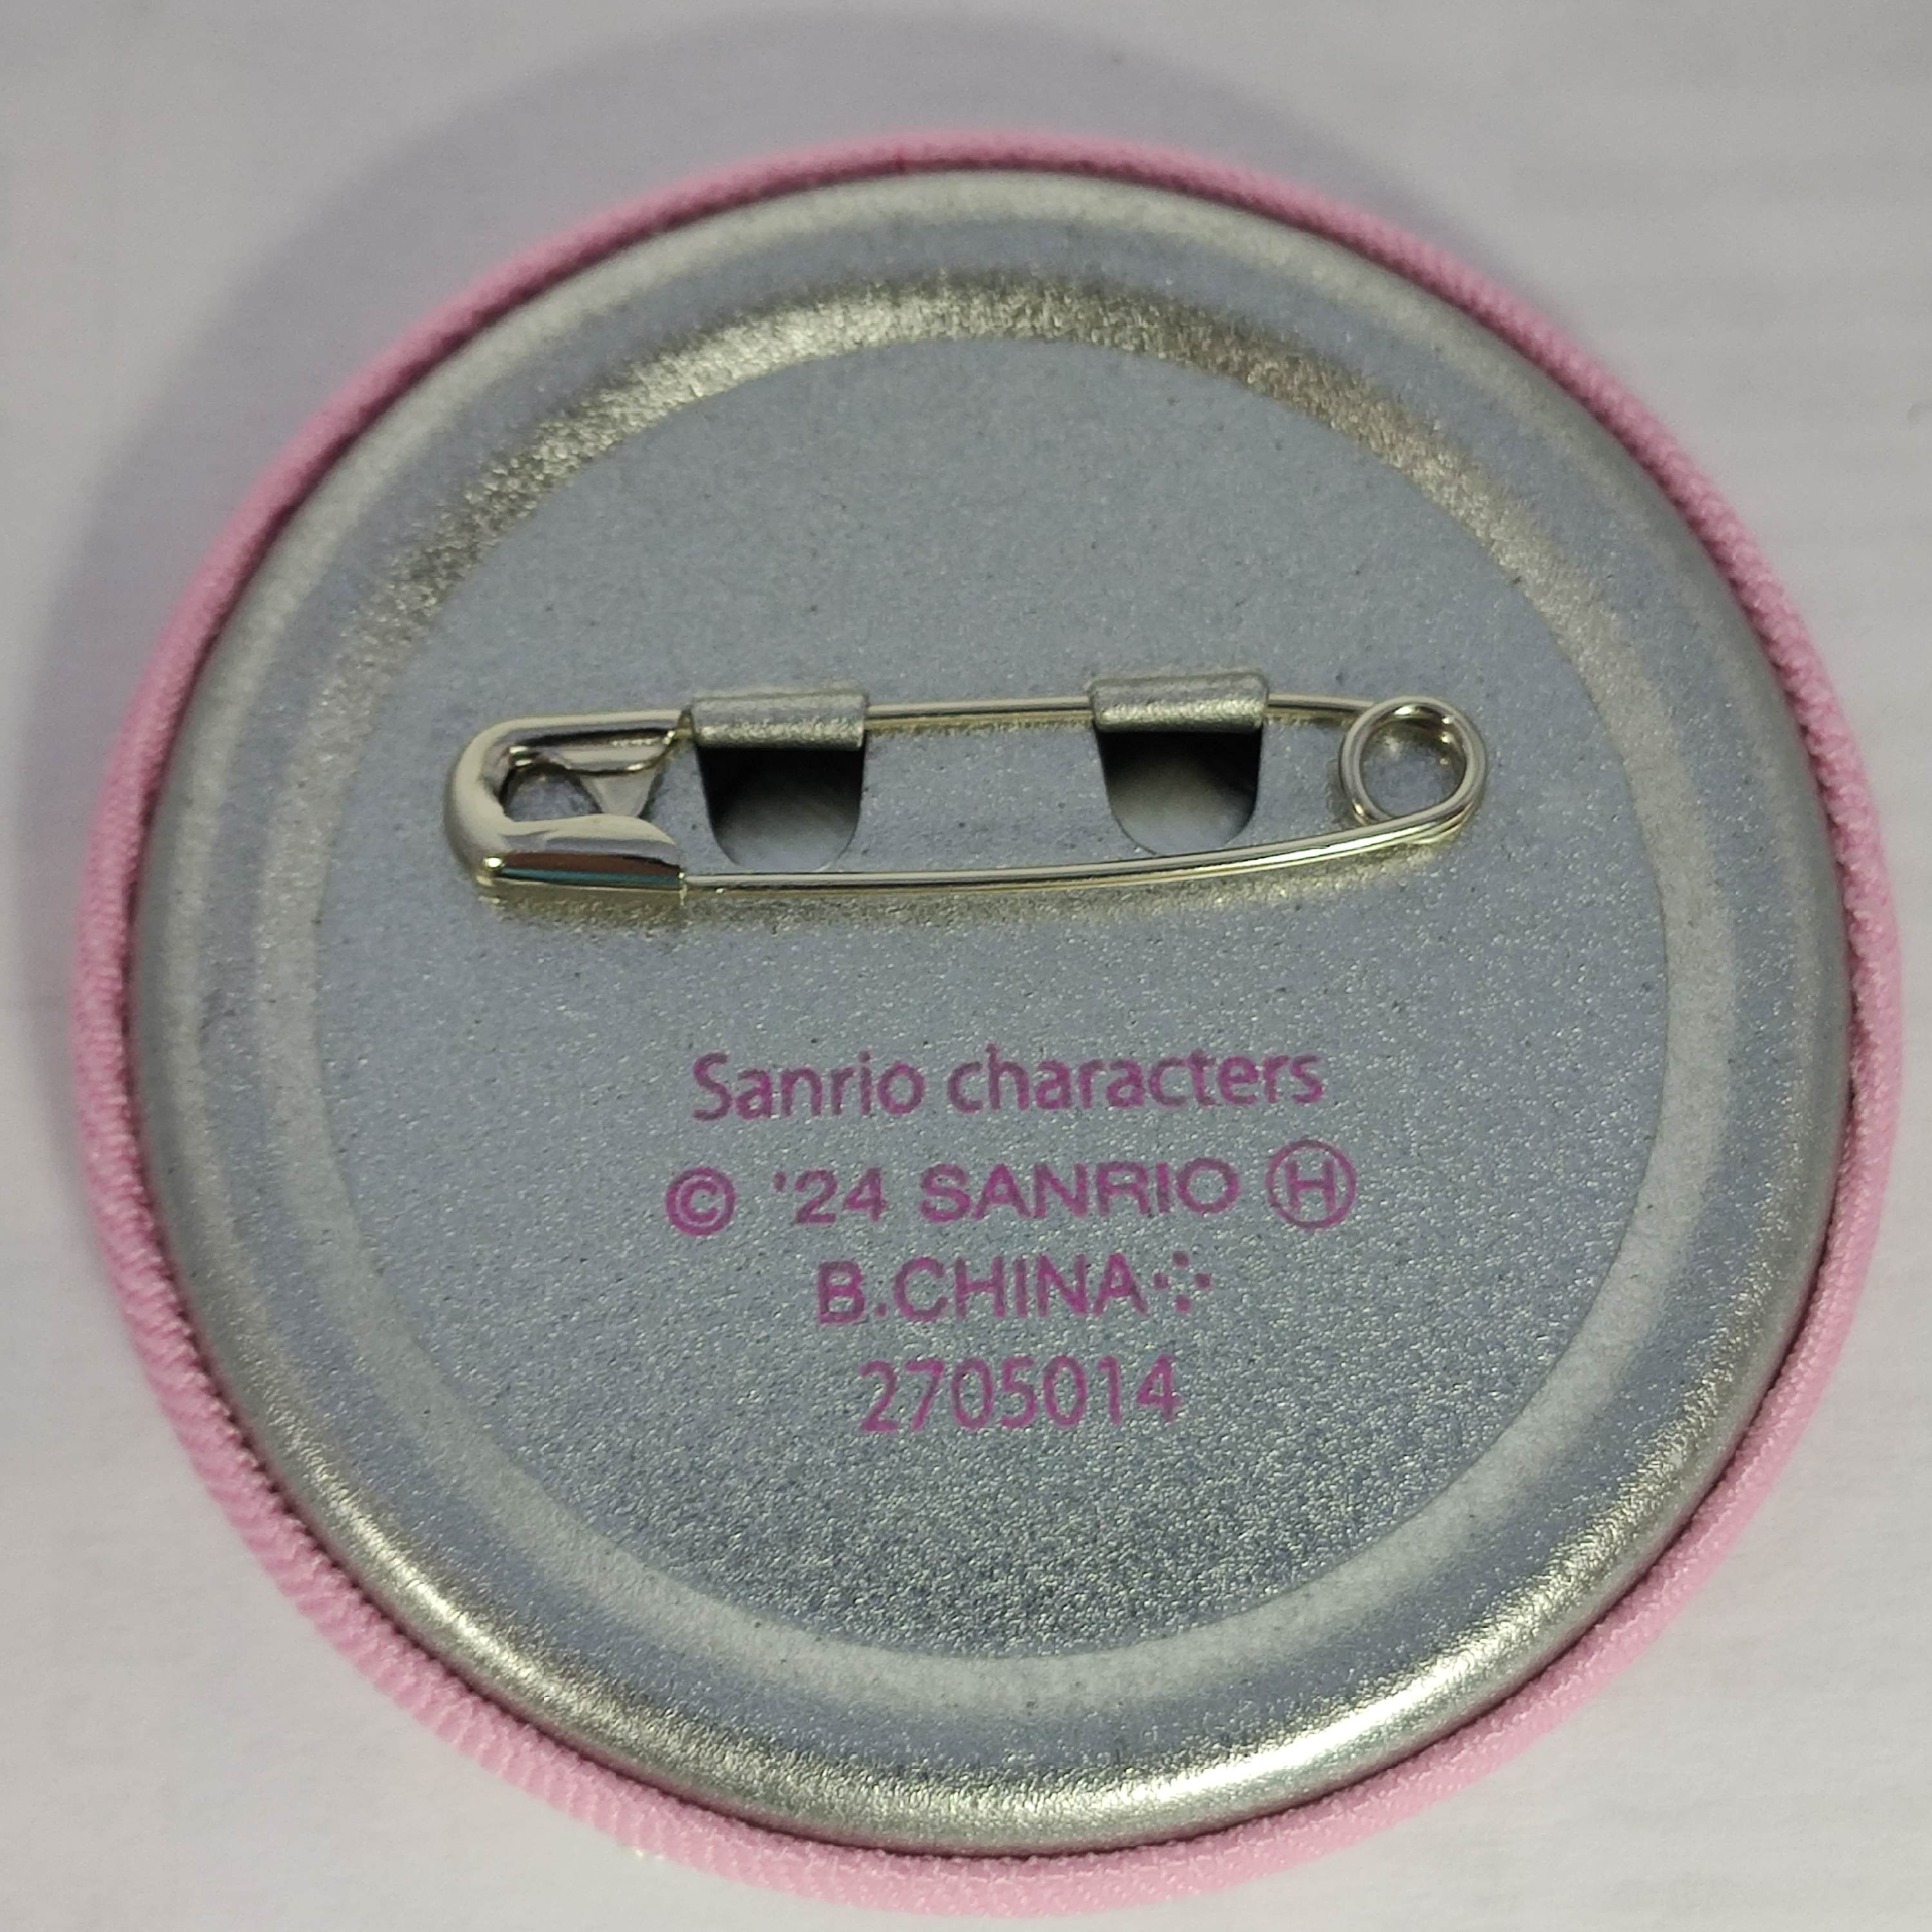 Sanrio characters
© '24 SANRIO Ⓗ
B.CHINA
2705014